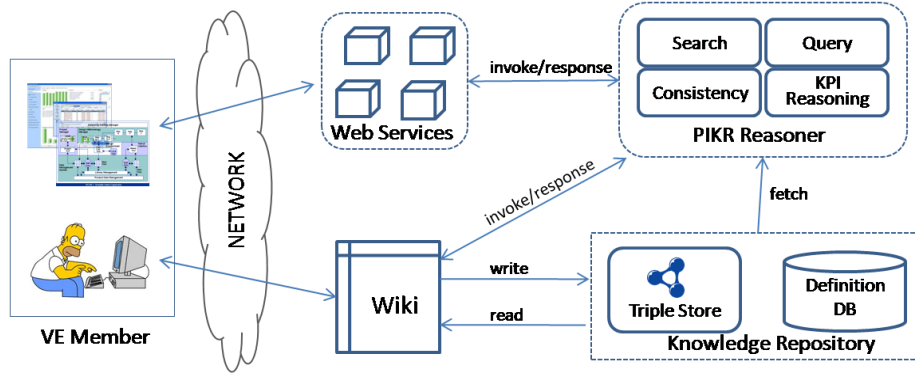 VE Member
NETWORK
Web Services
invoke/response
Search
Query
Consistency
KPI
Reasoning
PIKR Reasoner
invoke/response
fetch
Wiki
write
read
Triple Store
Definition
DB
Knowledge Repository